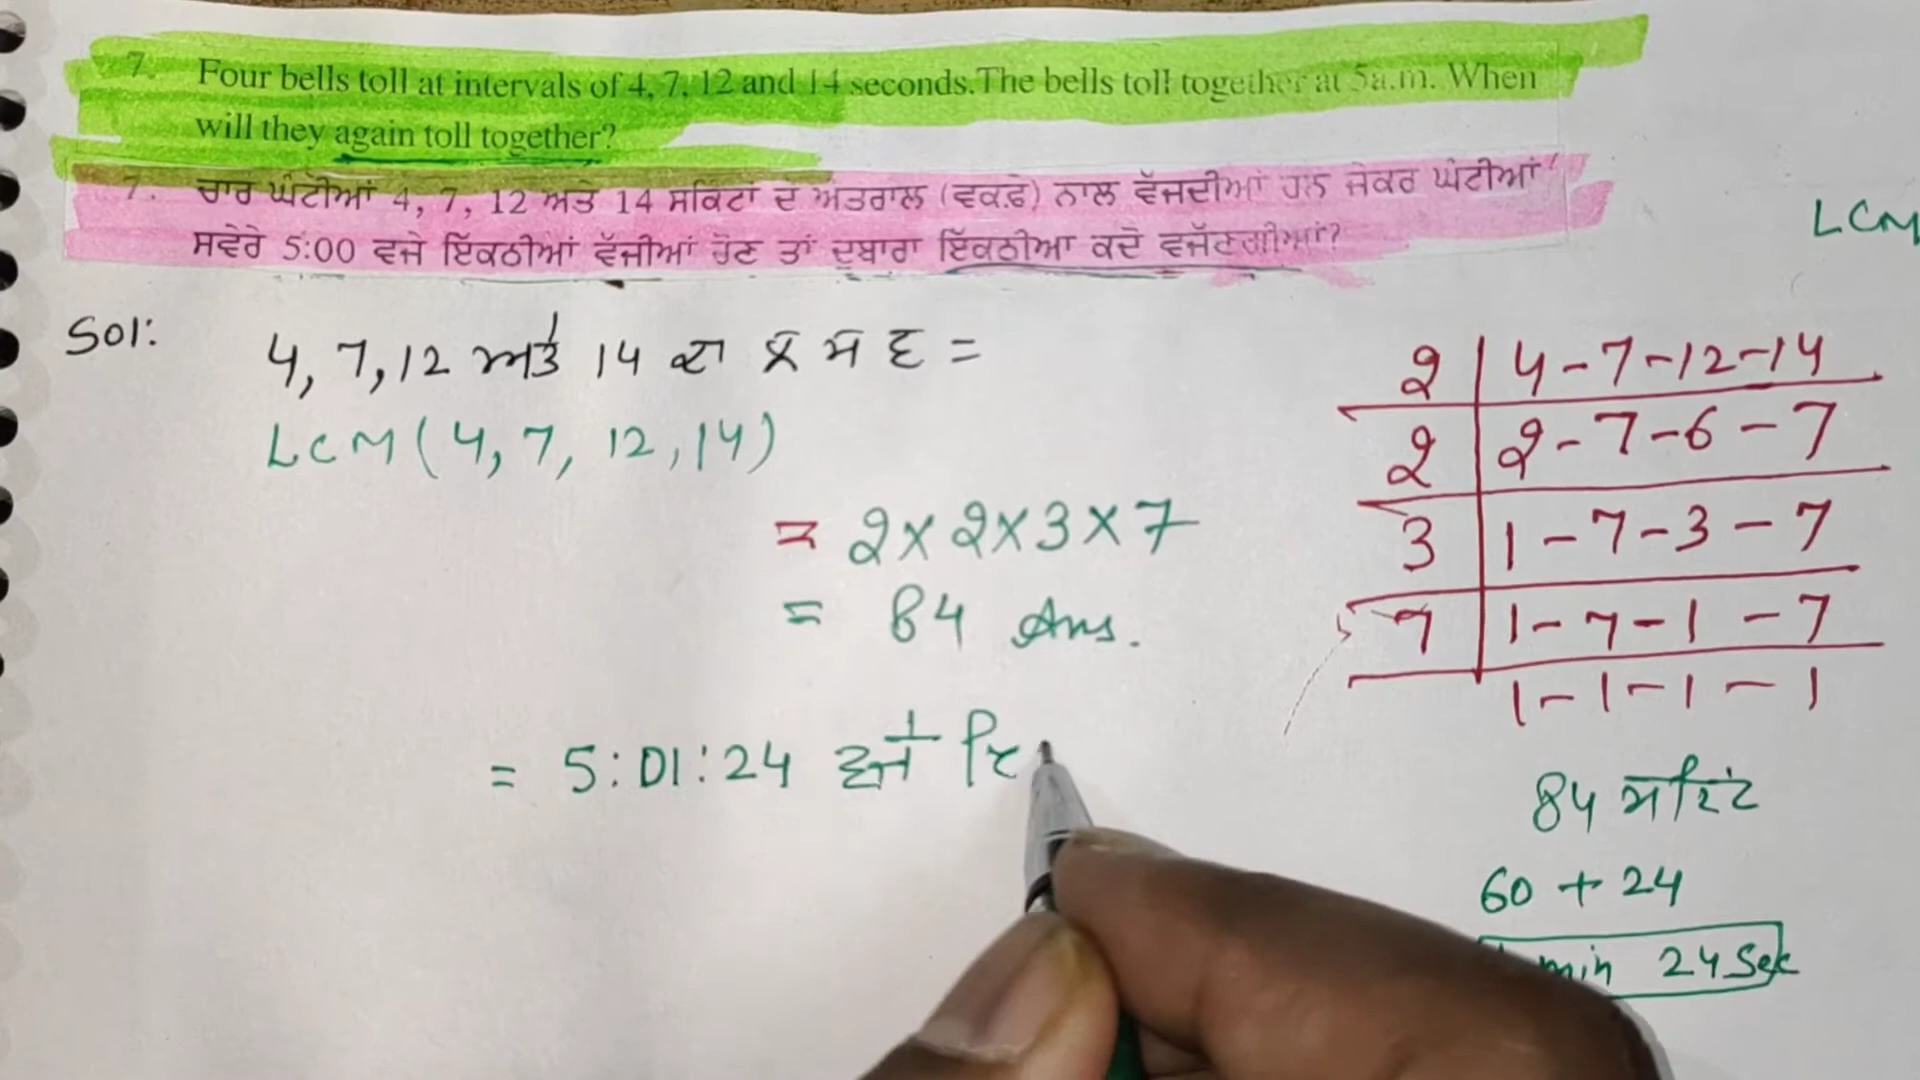 7. Four bells toll at intervals of 4, 7, 12 and 14 seconds.The bells toll together at 5a.m. When
will they again toll together?
7. ਚਾਰ ਘੰਟੀਆਂ 4, 7, 12 ਅਤੇ 14 ਸਕਿੰਟਾਂ ਦੇ ਅੰਤਰਾਲ (ਵਕਫ਼ੇ) ਨਾਲ ਵੱਜਦੀਆਂ ਹਨ ਜੇਕਰ ਘੰਟੀਆਂ
ਸਵੇਰੇ 5:00 ਵਜੇ ਇੱਕਠੀਆਂ ਵੱਜੀਆਂ ਹੋਣ ਤਾਂ ਦੁਬਾਰਾ ਇੱਕਠੀਆ ਕਦੋ ਵਜੱਣਗੀਆਂ?
LCM
Sol:
4, 7, 12 ਅਤੇ 14 ਦਾ ਲ ਸ ਵ =
LCM (4, 7, 12, 14)
= 2 × 2 × 3 × 7
= 84 Ans.
= 5:01:24 ਵਜੇ
2 | 4 - 7 - 12 - 14
2 | 2 - 7 - 6 - 7
3 | 1 - 7 - 3 - 7
7 | 1 - 7 - 1 - 7
1 - 1 - 1 - 1
84 ਸਕਿੰਟ
60 + 24
min 24 Sec